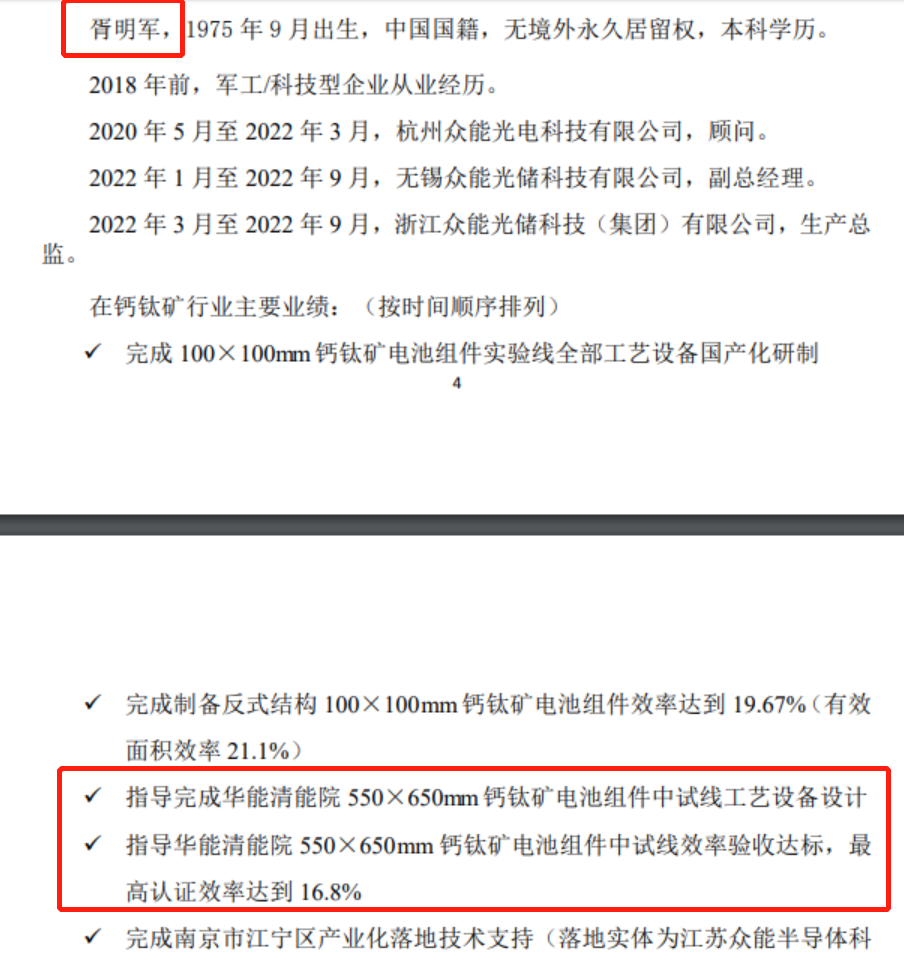 胥明军，1975 年 9 月出生，中国国籍，无境外永久居留权，本科学历。
2018 年前，军工/科技型企业从业经历。
2020 年 5 月至 2022 年 3 月，杭州众能光电科技有限公司，顾问。
2022 年 1 月至 2022 年 9 月，无锡众能光储科技有限公司，副总经理。
2022 年 3 月至 2022 年 9 月，浙江众能光储科技（集团）有限公司，生产总
监。
在钙钛矿行业主要业绩：（按时间顺序排列）
✓ 完成 100×100mm 钙钛矿电池组件实验线全部工艺设备国产化研制
4
✓ 完成制备反式结构 100×100mm 钙钛矿电池组件效率达到 19.67%（有效
面积效率 21.1%）
✓ 指导完成华能清能院 550×650mm 钙钛矿电池组件中试线工艺设备设计
✓ 指导华能清能院 550×650mm 钙钛矿电池组件中试线效率验收达标，最
高认证效率达到 16.8%
✓ 完成南京市江宁区产业化落地技术支持（落地实体为江苏众能半导体科